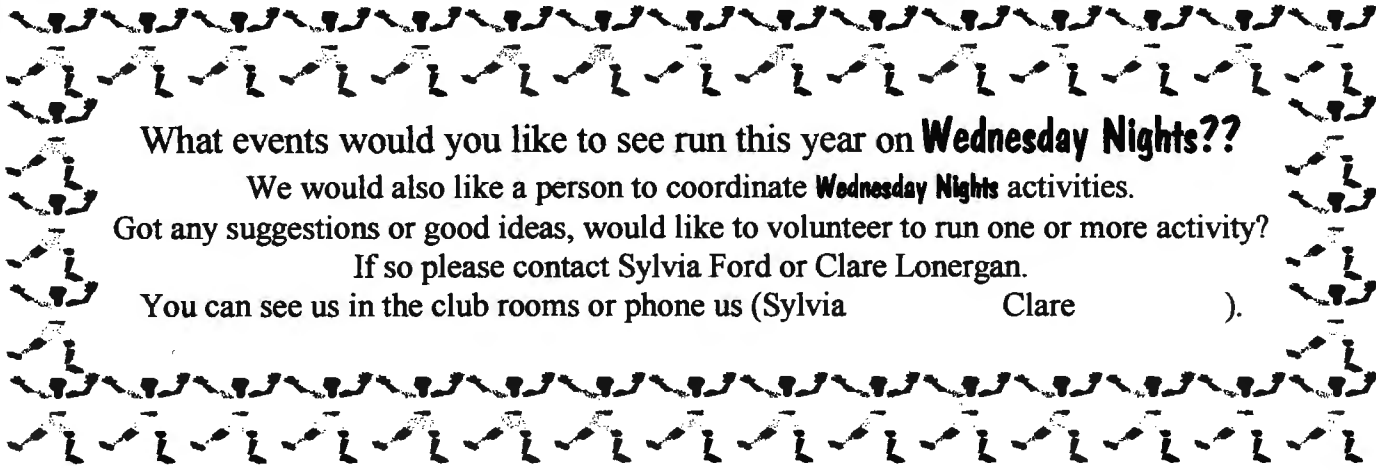 What events would you like to see run this year on Wednesday Nights??
We would also like a person to coordinate Wednesday Nights activities.
Got any suggestions or good ideas, would like to volunteer to run one or more activity?
If so please contact Sylvia Ford or Clare Lonergan.
You can see us in the club rooms or phone us (Sylvia Clare ).